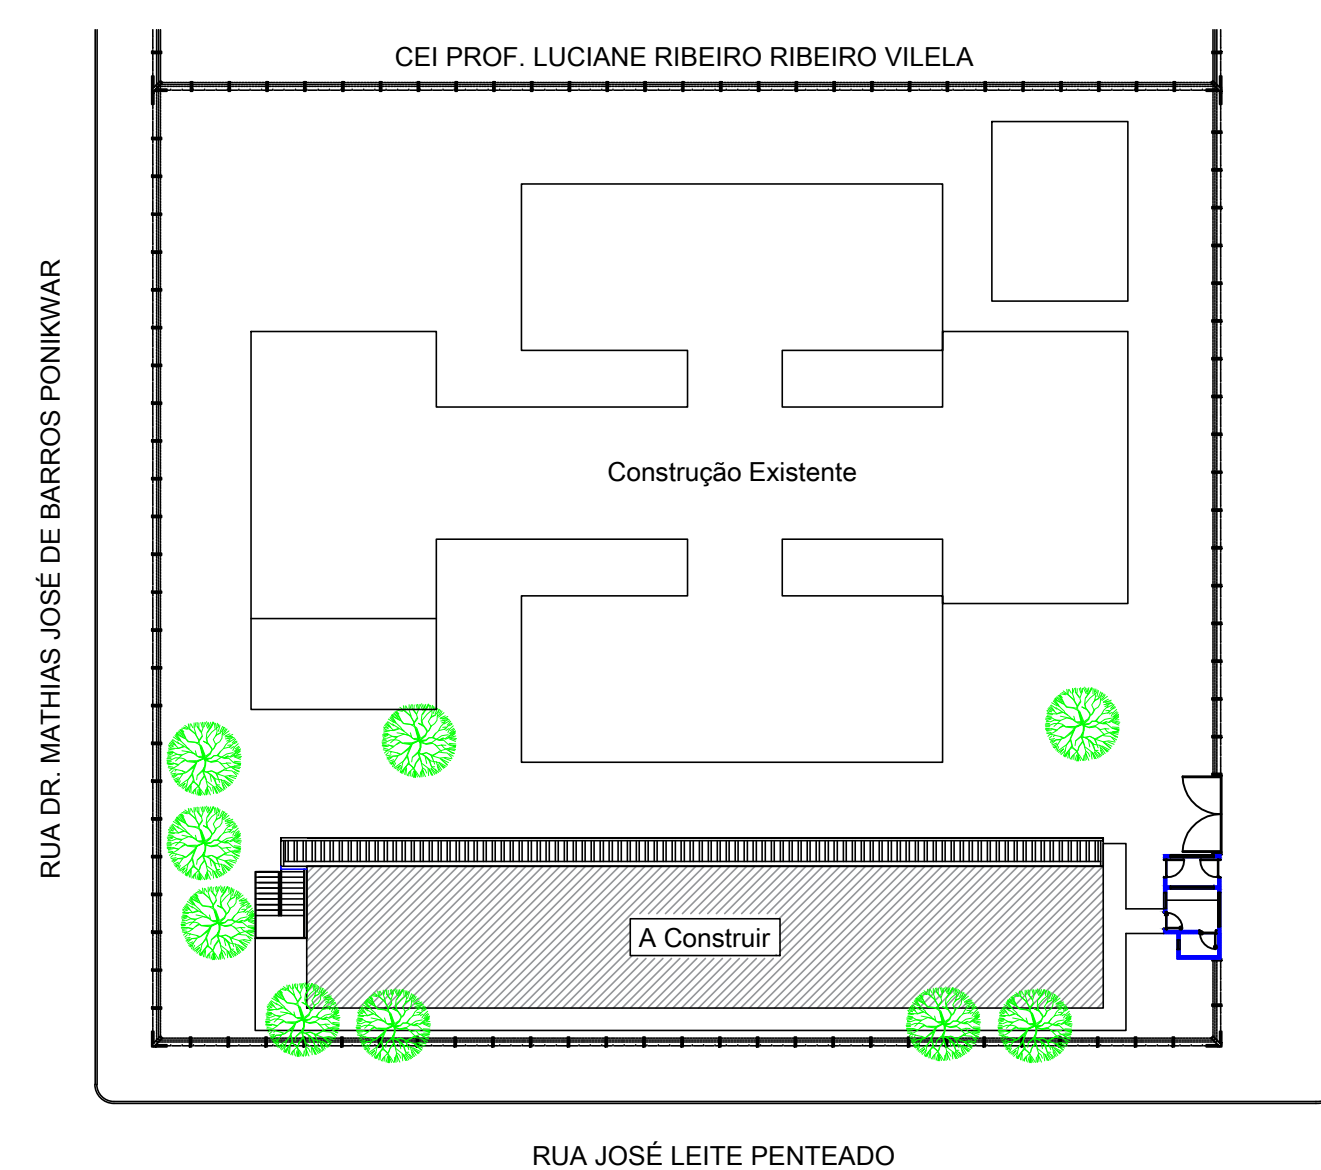 CEI PROF. LUCIANE RIBEIRO RIBEIRO VILELA
RUA DR. MATHIAS JOSÉ DE BARROS PONIKWAR
Construção Existente
A Construir
RUA JOSÉ LEITE PENTEADO